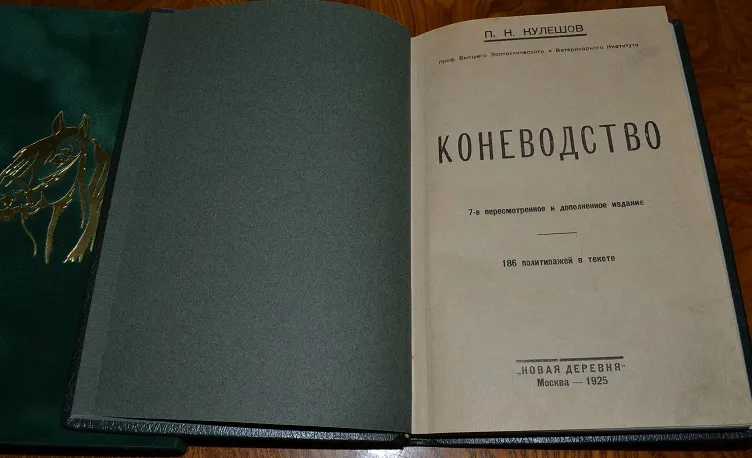 П. Н. КУЛЕШОВ
проф. Высшего Зоотехнического и Ветеринарного Института
КОНЕВОДСТВО
7-е пересмотренное и дополненное издание
186 политипажей в тексте
„НОВАЯ ДЕРЕВНЯ“
Москва — 1925